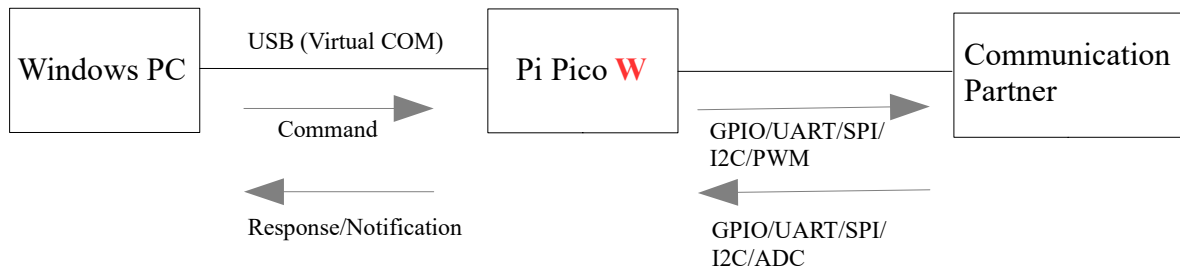 USB (Virtual COM)
Windows PC
Pi Pico W
Communication
Partner
Command
GPIO/UART/SPI/
I2C/PWM
Response/Notification
GPIO/UART/SPI/
I2C/ADC